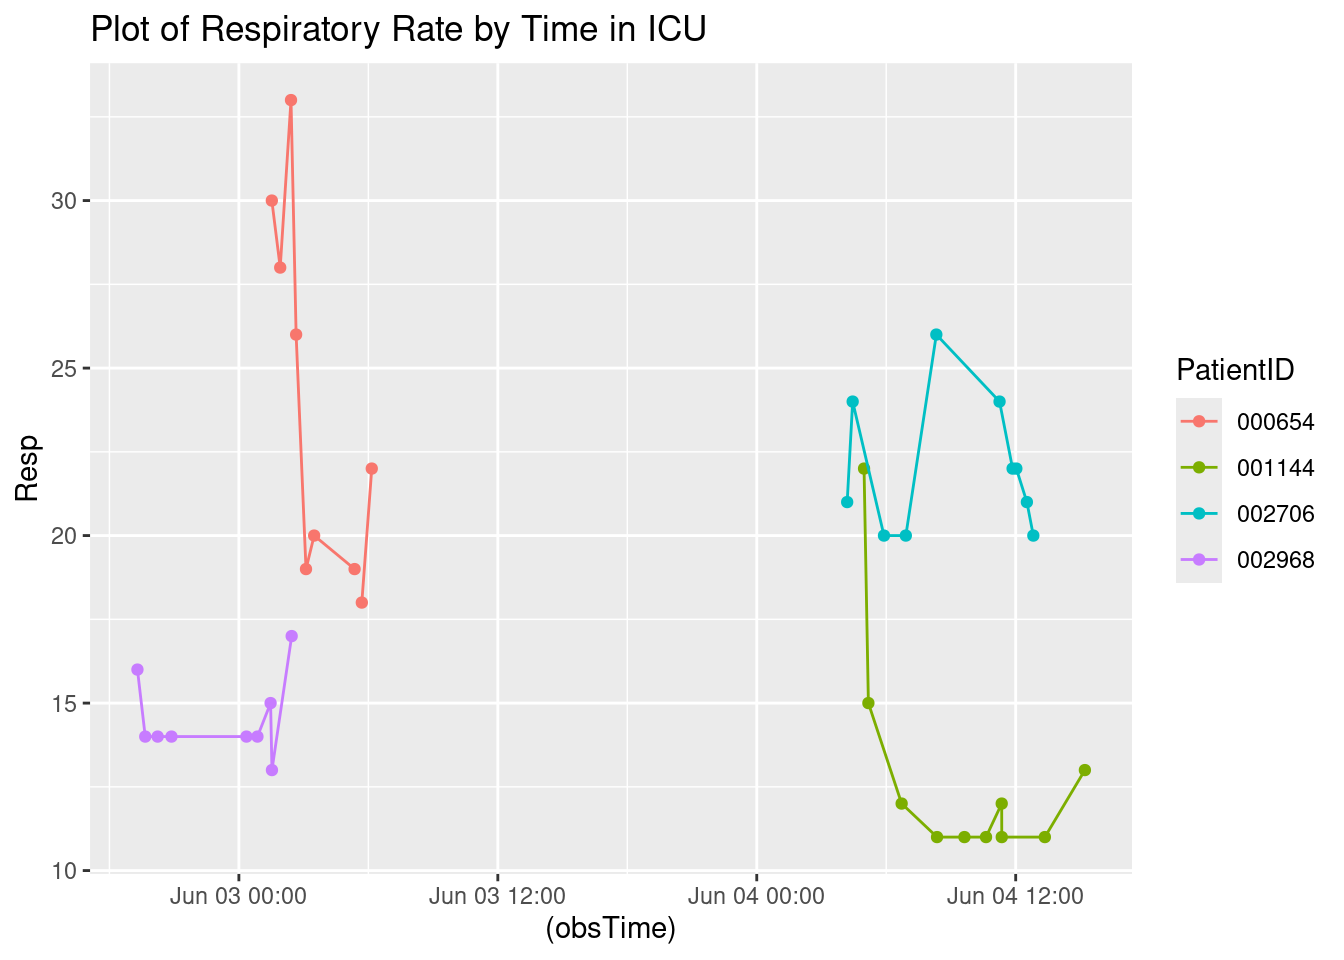 Plot of Respiratory Rate by Time in ICU
Resp
30
25
20
15
10
Jun 03 00:00
Jun 03 12:00
Jun 04 00:00
Jun 04 12:00
(obsTime)
PatientID
000654
001144
002706
002968